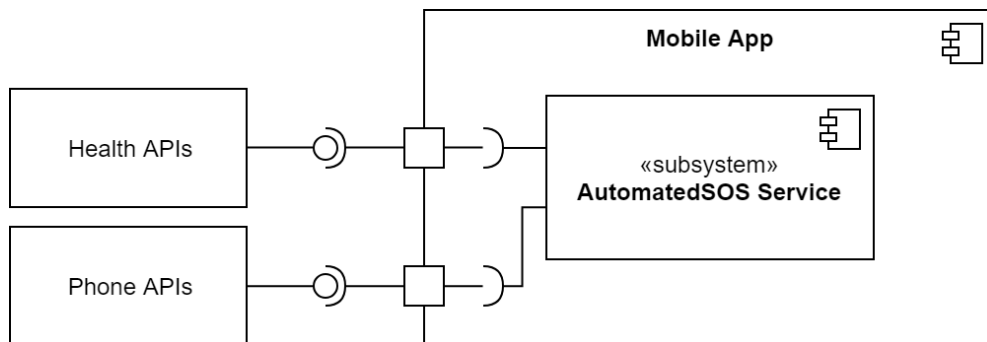 Mobile App
Health APIs
«subsystem»
AutomatedSOS Service
Phone APIs